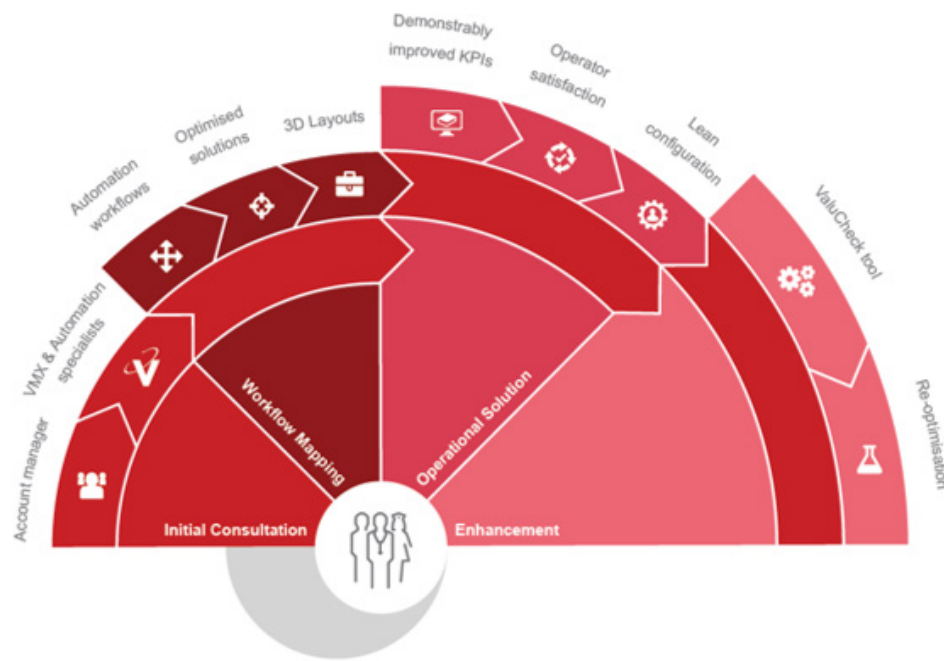 Demonstrably
improved KPIs
Operator
satisfaction
Lean
configuration
3D Layouts
Optimised
solutions
Automation
workflows
ValuCheck tool
VMX & Automation
specialists
Account manager
Re-optimisation
Workflow Mapping
Operational Solution
Initial Consultation
Enhancement